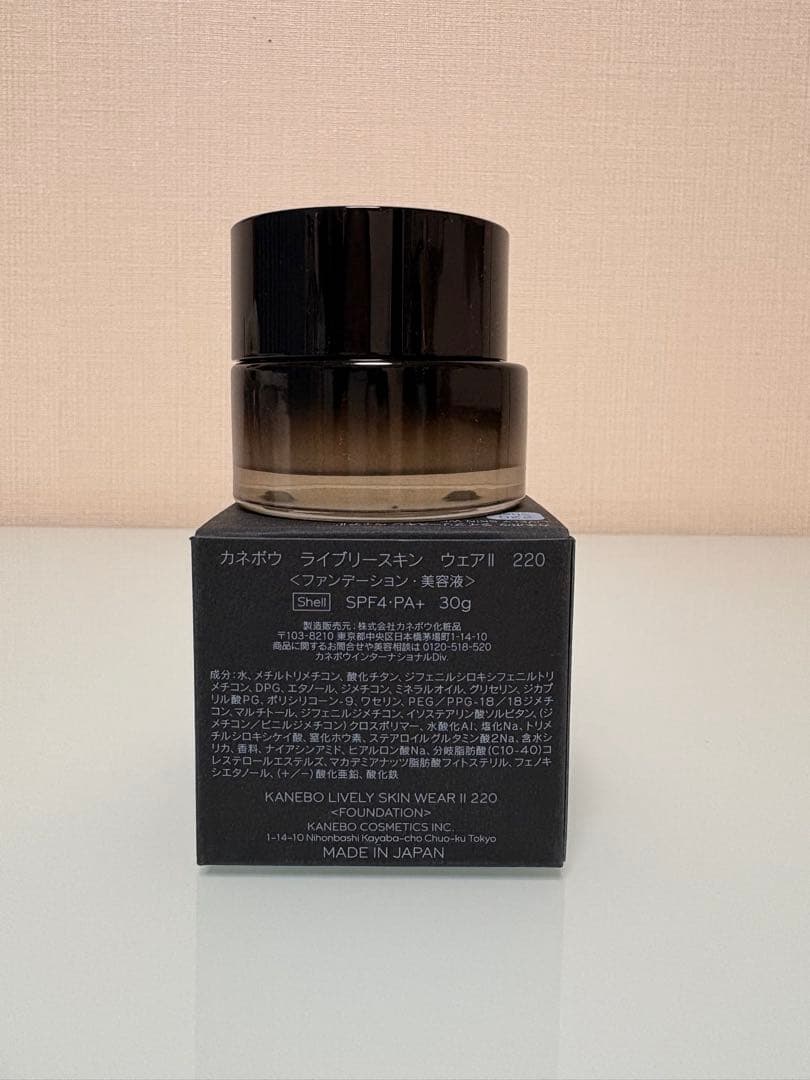 カネボウ ライブリースキン ウェアⅡ 220
<ファンデーション・美容液>
Shell SPF4・PA+ 30g
製造販売元:株式会社カネボウ化粧品
〒103-8210 東京都中央区日本橋茅場町1-14-10
商品に関するお問合せや美容相談は 0120-518-520
カネボウインターナショナルDiv.
成分:水、メチルトリメチコン、酸化チタン、ジフェニルシロキシフェニルトリ
メチコン、DPG、エタノール、ジメチコン、ミネラルオイル、グリセリン、ジカプ
リル酸PG、ポリシリコーン-9、ワセリン、PEG/PPG-18/18ジメチ
コン、マルチトール、ジフェニルジメチコン、イソステアリン酸ソルビタン、(ジ
メチコン/ビニルジメチコン)クロスポリマー、水酸化Al、塩化Na、トリメ
チルシロキシケイ酸、窒化ホウ素、ステアロイルグルタミン酸2Na、含水シ
リカ、香料、ナイアシンアミド、ヒアルロン酸Na、分岐脂肪酸(C10-40)コ
レステロールエステルズ、マカデミアナッツ脂肪酸フィトステリル、フェノキ
シエタノール、(+/-)酸化亜鉛、酸化鉄
KANEBO LIVELY SKIN WEAR II 220
<FOUNDATION>
KANEBO COSMETICS INC.
1-14-10 Nihonbashi Kayaba-cho Chuo-ku Tokyo
MADE IN JAPAN